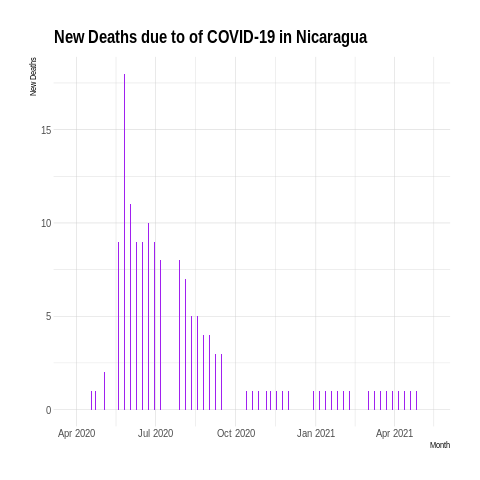 New Deaths due to of COVID-19 in Nicaragua
New Deaths
15
10
5
0
Apr 2020 Jul 2020 Oct 2020 Jan 2021 Apr 2021
Month